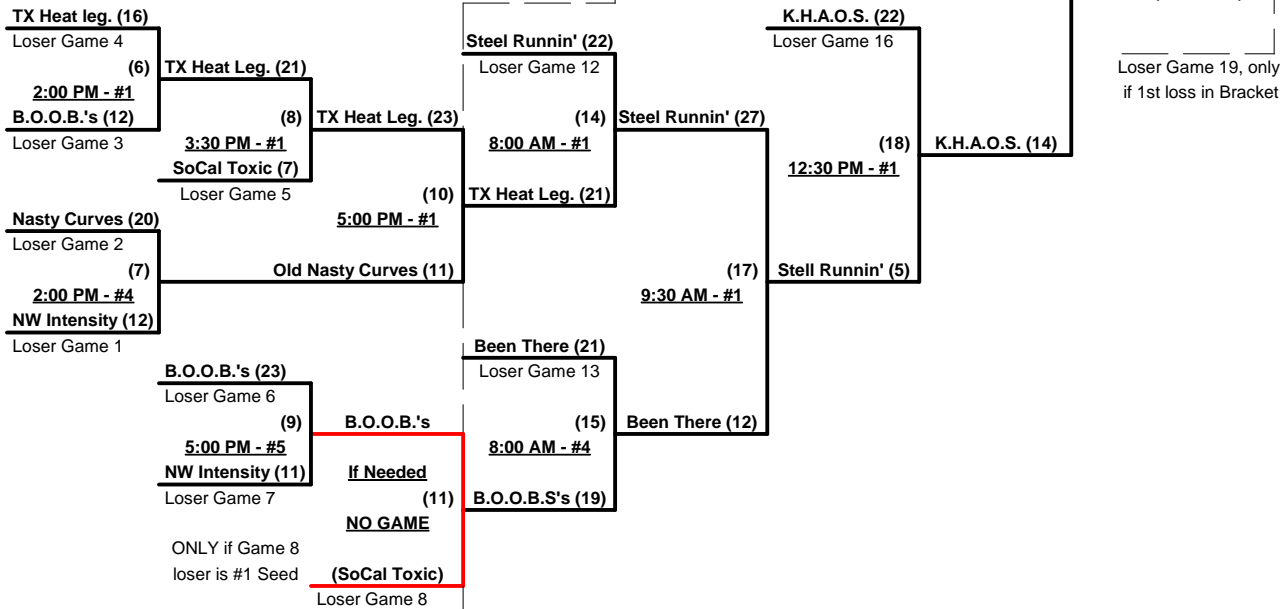 TX Heat leg. (16)
Loser Game 4
(6)
2:00 PM - #1
B.O.O.B.'s (12)
Loser Game 3
TX Heat Leg. (21)
(8)
3:30 PM - #1
SoCal Toxic (7)
Loser Game 5
Nasty Curves (20)
Loser Game 2
(7)
2:00 PM - #4
NW Intensity (12)
Loser Game 1
TX Heat Leg. (23)
(10)
5:00 PM - #1
Old Nasty Curves (11)
B.O.O.B.'s (23)
Loser Game 6
(9)
5:00 PM - #5
NW Intensity (11)
Loser Game 7
B.O.O.B.'s
If Needed
(11)
NO GAME
ONLY if Game 8
loser is #1 Seed
(SoCal Toxic)
Loser Game 8
Steel Runnin' (22)
Loser Game 12
(14)
8:00 AM - #1
TX Heat Leg. (21)
Been There (21)
Loser Game 13
(15)
8:00 AM - #4
B.O.O.B.S's (19)
Steel Runnin' (27)
(17)
9:30 AM - #1
Been There (12)
K.H.A.O.S. (22)
Loser Game 16
(18)
12:30 PM - #1
Stell Runnin' (5)
K.H.A.O.S. (14)
Loser Game 19, only
if 1st loss in Bracket